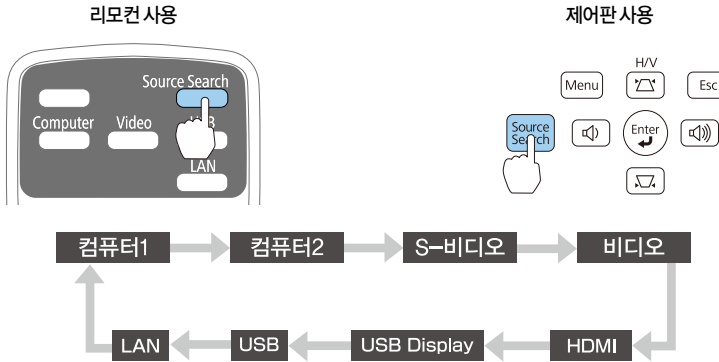 리모컨 사용
제어판 사용
Source Search
Computer Video USB
LAN
H/V
Menu
Esc
Source
Search
Enter
컴퓨터1 컴퓨터2 S-비디오 비디오
LAN USB USB Display HDMI